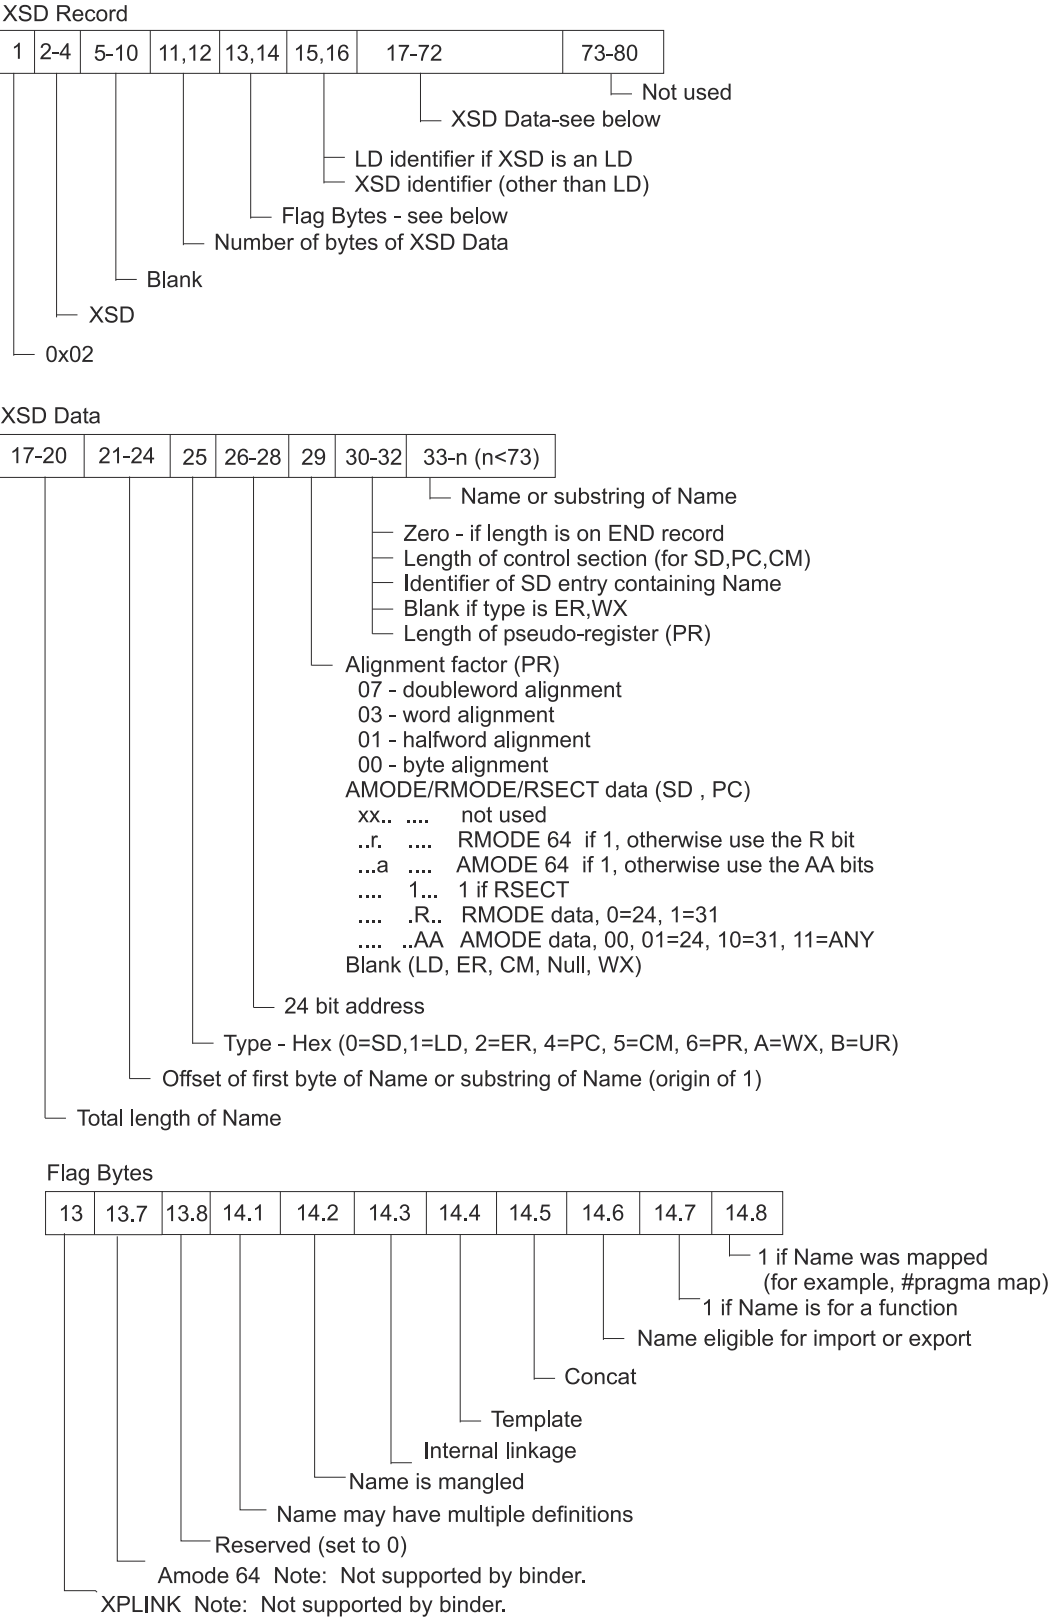 XSD Record
1 2-4 5-10 11,12 13,14 15,16 17-72 73-80
Not used
XSD Data-see below
LD identifier if XSD is an LD
XSD identifier (other than LD)
Flag Bytes - see below
Number of bytes of XSD Data
Blank
XSD
0x02
XSD Data
17-20 21-24 25 26-28 29 30-32 33-n (n<73)
Name or substring of Name
Zero - if length is on END record
Length of control section (for SD,PC,CM)
Identifier of SD entry containing Name
Blank if type is ER,WX
Length of pseudo-register (PR)
Alignment factor (PR)
07 - doubleword alignment
03 - word alignment
01 - halfword alignment
00 - byte alignment
AMODE/RMODE/RSECT data (SD , PC)
xx.. .... not used
..r. .... RMODE 64 if 1, otherwise use the R bit
...a .... AMODE 64 if 1, otherwise use the AA bits
.... 1... 1 if RSECT
.... .R.. RMODE data, 0=24, 1=31
.... ..AA AMODE data, 00, 01=24, 10=31, 11=ANY
Blank (LD, ER, CM, Null, WX)
24 bit address
Type - Hex (0=SD,1=LD, 2=ER, 4=PC, 5=CM, 6=PR, A=WX, B=UR)
Offset of first byte of Name or substring of Name (origin of 1)
Total length of Name
Flag Bytes
13 13.7 13.8 14.1 14.2 14.3 14.4 14.5 14.6 14.7 14.8
1 if Name was mapped
(for example, #pragma map)
1 if Name is for a function
Name eligible for import or export
Concat
Template
Internal linkage
Name is mangled
Name may have multiple definitions
Reserved (set to 0)
Amode 64 Note: Not supported by binder.
XPLINK Note: Not supported by binder.